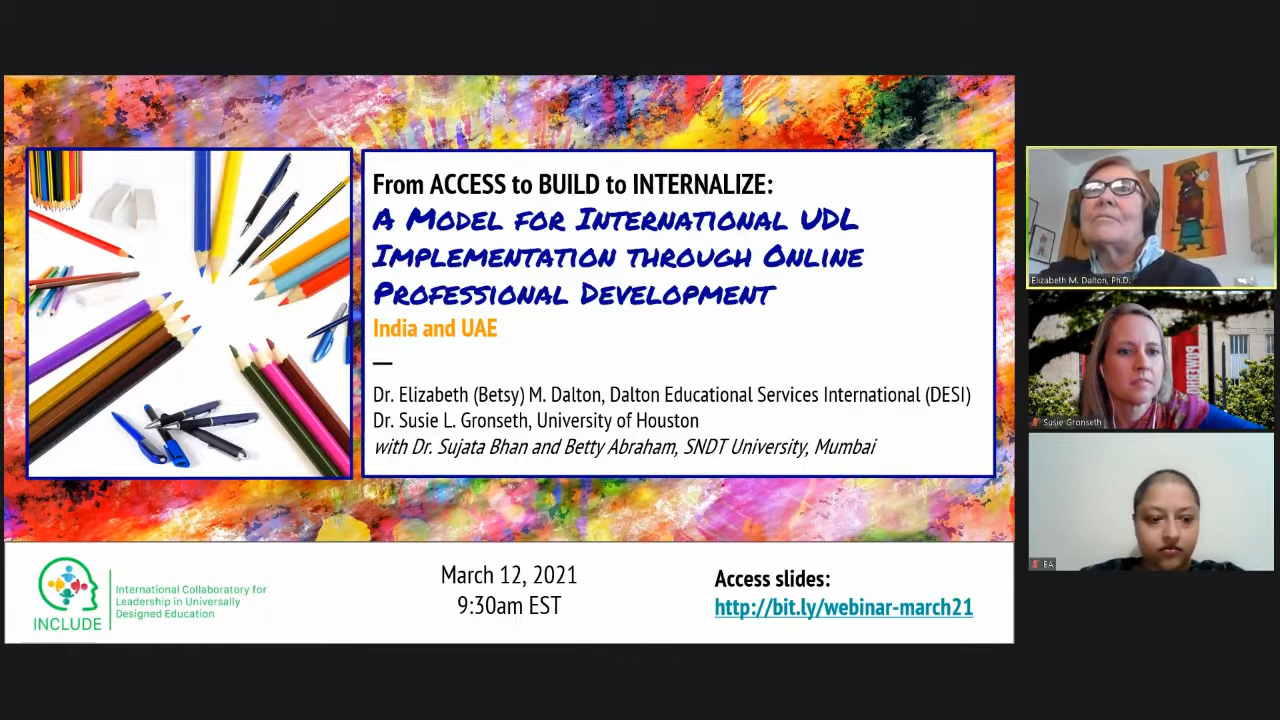 From ACCESS to BUILD to INTERNALIZE:
A Model for International UDL
Implementation through Online
Professional Development
India and UAE
—
Dr. Elizabeth (Betsy) M. Dalton, Dalton Educational Services International (DESI)
Dr. Susie L. Gronseth, University of Houston
with Dr. Sujata Bhan and Betty Abraham, SNDT University, Mumbai
INCLUDE
International Collaboratory for
Leadership in Universally
Designed Education
March 12, 2021
9:30am EST
Access slides:
http://bit.ly/webinar-march21
Elizabeth M. Dalton, Ph.D.
Susie Gronseth
BA